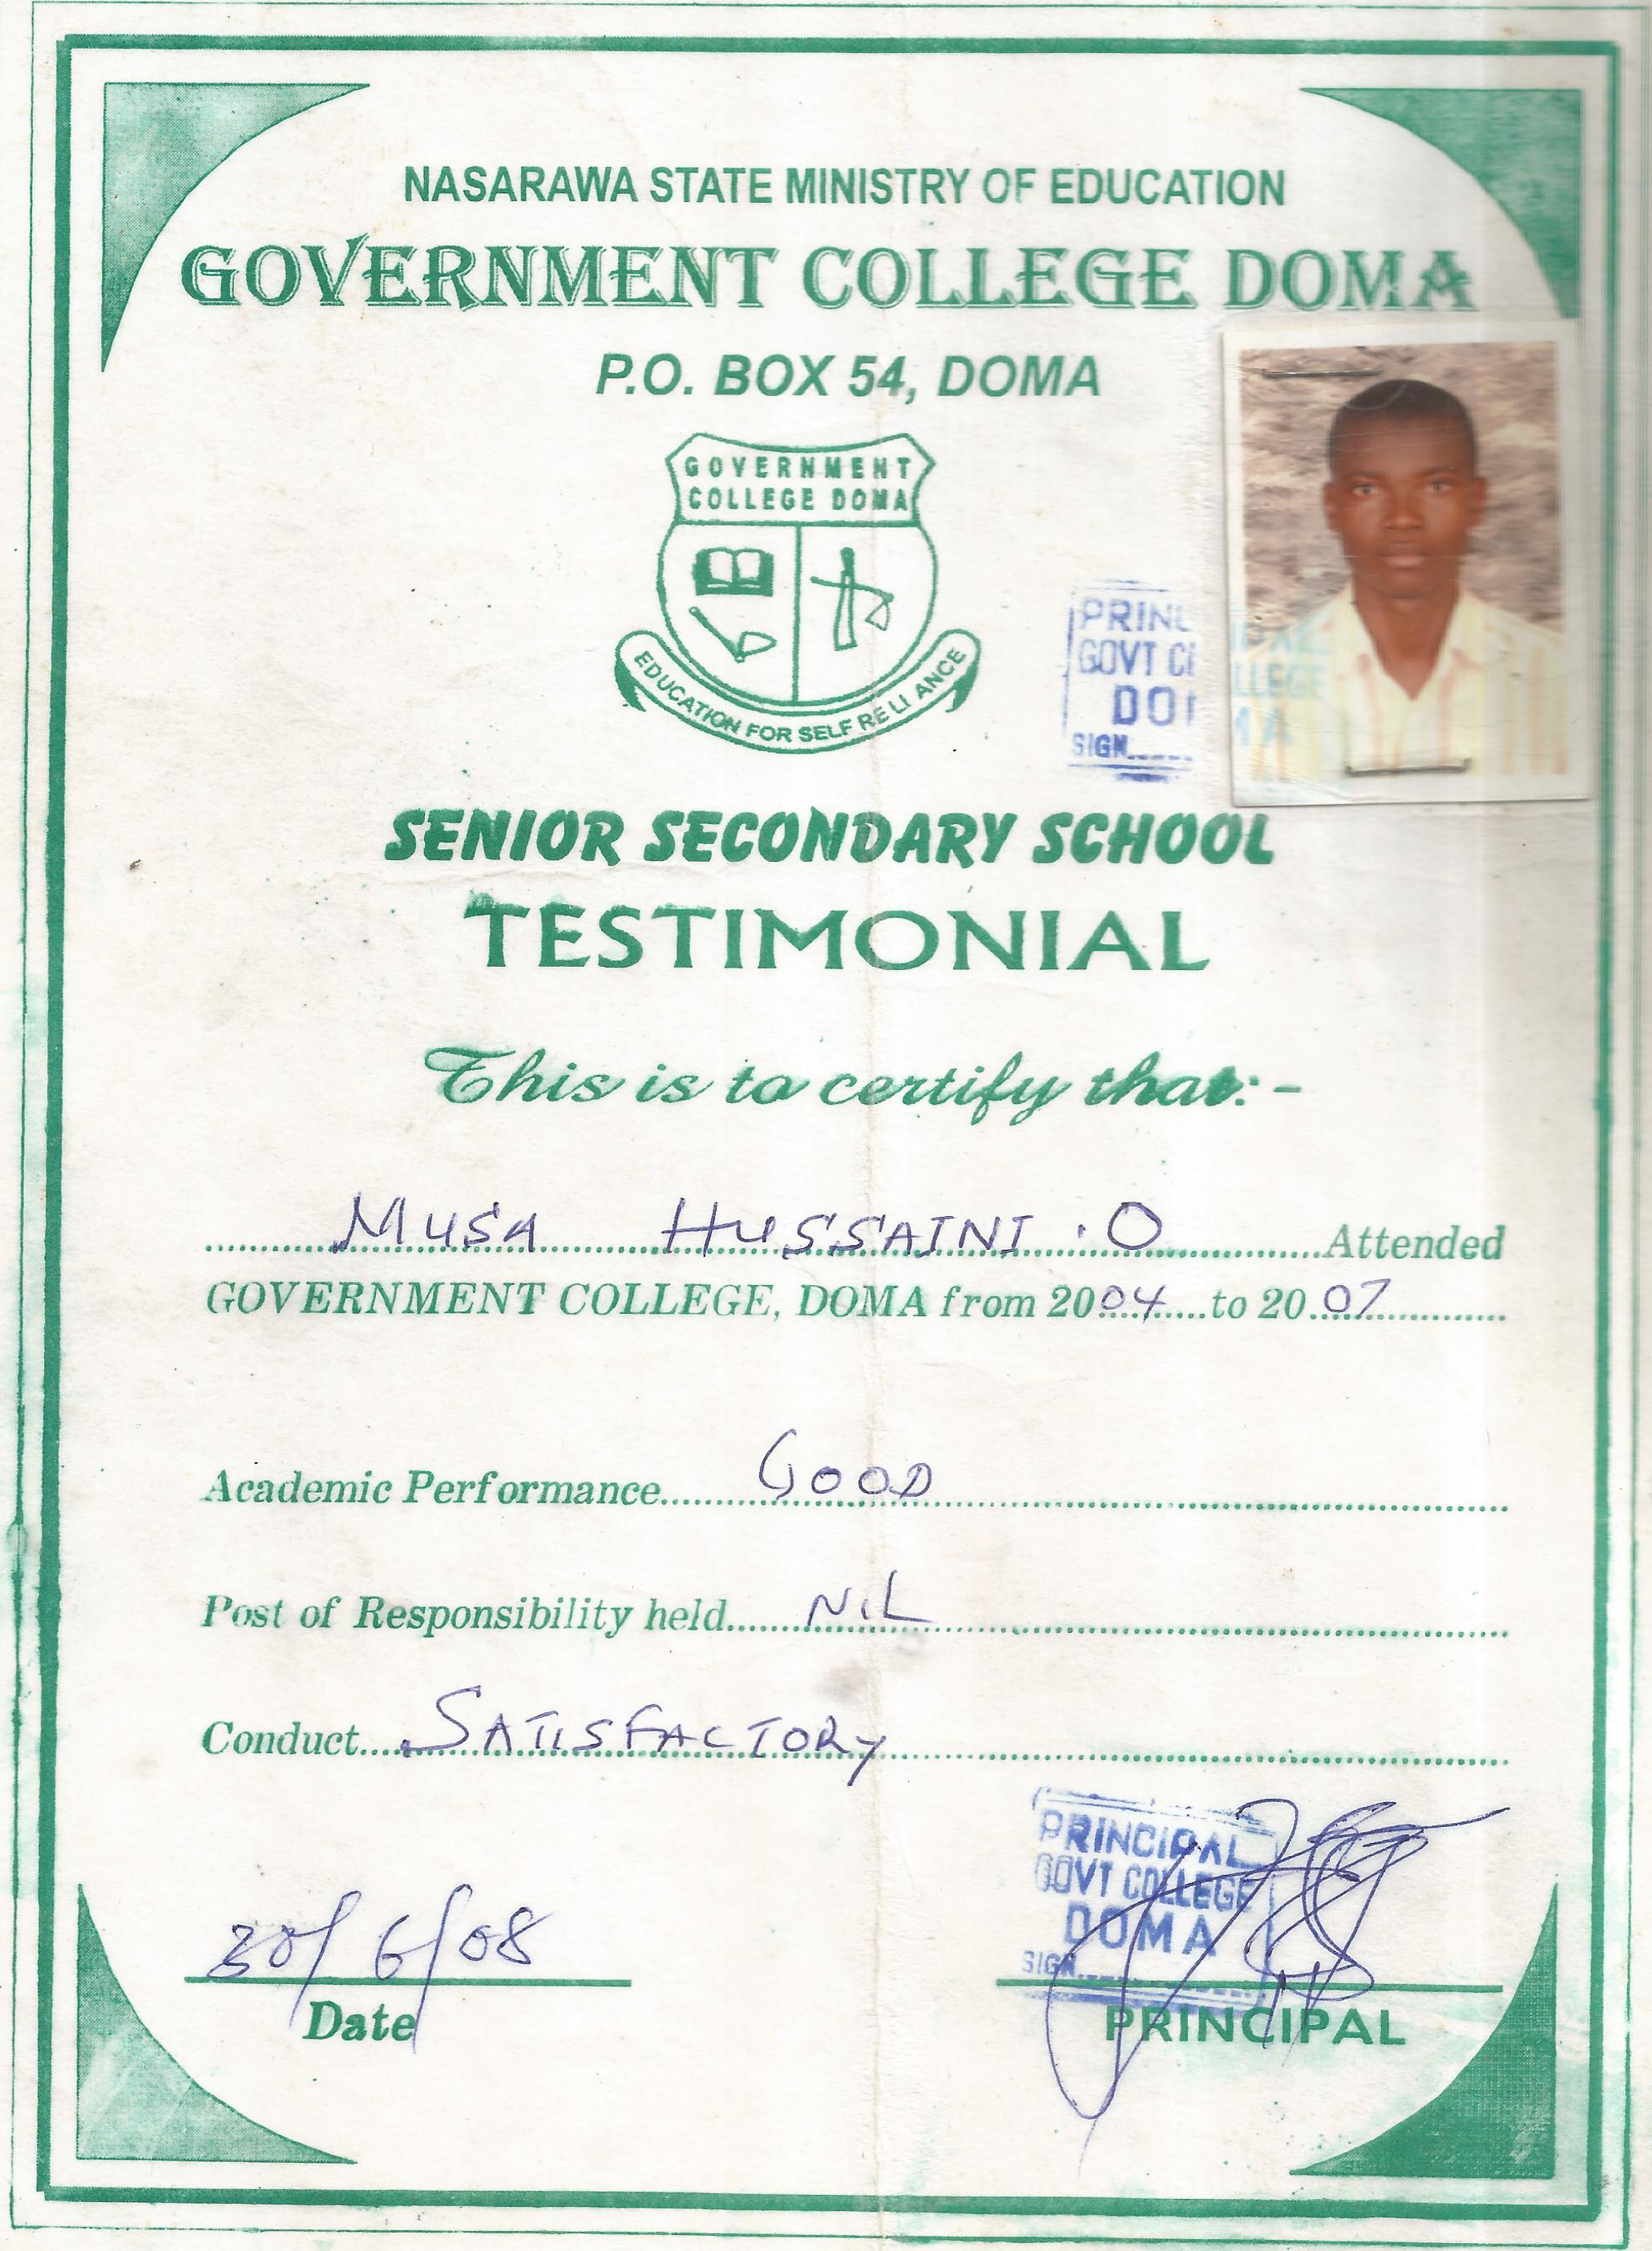 NASARAWA STATE MINISTRY OF EDUCATION
GOVERNMENT COLLEGE DOMA
P.O. BOX 54, DOMA
GOVERNMENT
COLLEGE DOMA
EDUCATION FOR SELF RELIANCE
PRINCIPAL
GOVT COLLEGE
DOMA
SIGN
SENIOR SECONDARY SCHOOL
TESTIMONIAL
This is to certify that:-
MUSA HUSSAINI .O Attended
GOVERNMENT COLLEGE, DOMA from 2004 to 2007
Academic Performance GOOD
Post of Responsibility held NIL
Conduct SATISFACTORY
PRINCIPAL
GOVT COLLEGE
DOMA
SIGN
30/6/08
Date
PRINCIPAL